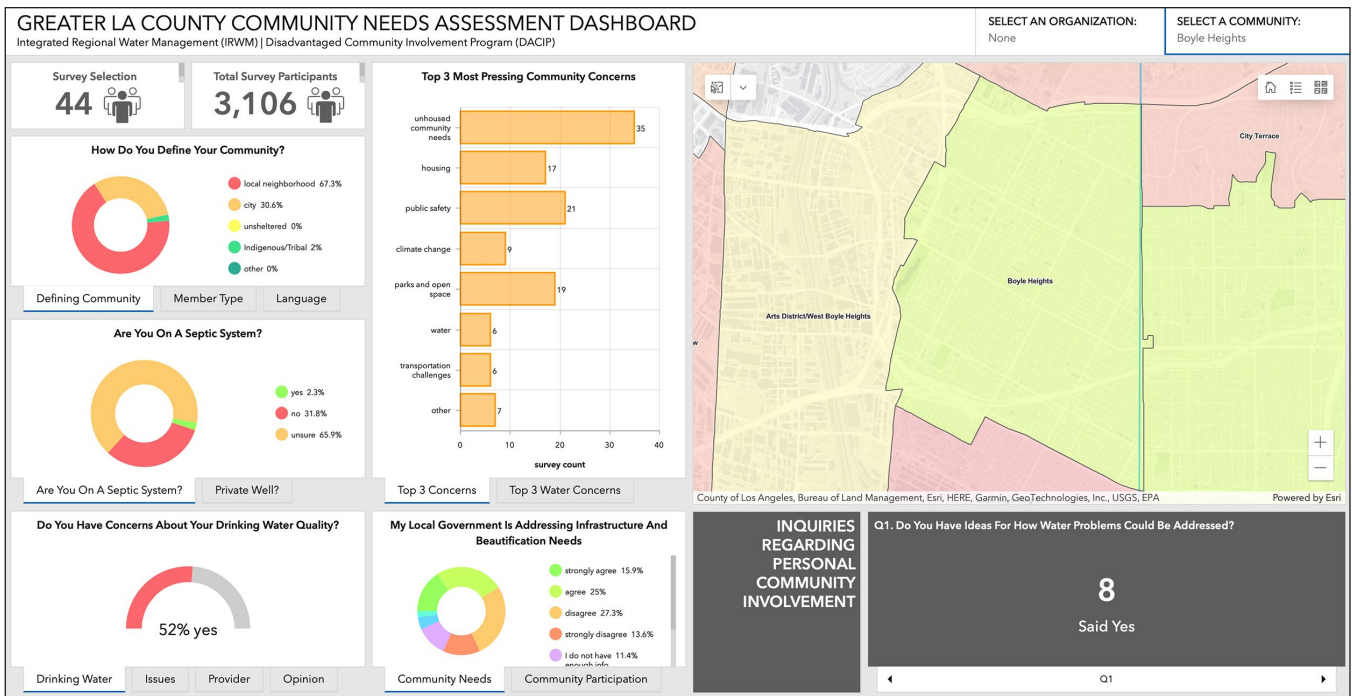 GREATER LA COUNTY COMMUNITY NEEDS ASSESSMENT DASHBOARD
Integrated Regional Water Management (IRWM) | Disadvantaged Community Involvement Program (DACIP)
SELECT AN ORGANIZATION:
None
SELECT A COMMUNITY:
Boyle Heights
Survey Selection
44
Total Survey Participants
3,106
How Do You Define Your Community?
local neighborhood 67.3%
city 30.6%
unsheltered 0%
Indigenous/Tribal 2%
other 0%
Defining Community
Member Type
Language
Are You On A Septic System?
yes 2.3%
no 31.8%
unsure 65.9%
Are You On A Septic System?
Private Well?
Do You Have Concerns About Your Drinking Water Quality?
52% yes
Drinking Water
Issues
Provider
Opinion
Top 3 Most Pressing Community Concerns
unhoused
community
needs
35
housing
17
public safety
21
climate change
9
parks and open
space
19
water
6
transportation
challenges
6
other
7
0
10
20
30
40
survey count
Top 3 Concerns
Top 3 Water Concerns
My Local Government Is Addressing Infrastructure And
Beautification Needs
strongly agree 15.9%
agree 25%
disagree 27.3%
strongly disagree 13.6%
I do not have 11.4%
enough info
Community Needs
Community Participation
City Terrace
Boyle Heights
Arts District/West Boyle Heights
w
+
−
County of Los Angeles, Bureau of Land Management, Esri, HERE, Garmin, GeoTechnologies, Inc., USGS, EPA
Powered by Esri
INQUIRIES
REGARDING
PERSONAL
COMMUNITY
INVOLVEMENT
Q1. Do You Have Ideas For How Water Problems Could Be Addressed?
8
Said Yes
Q1